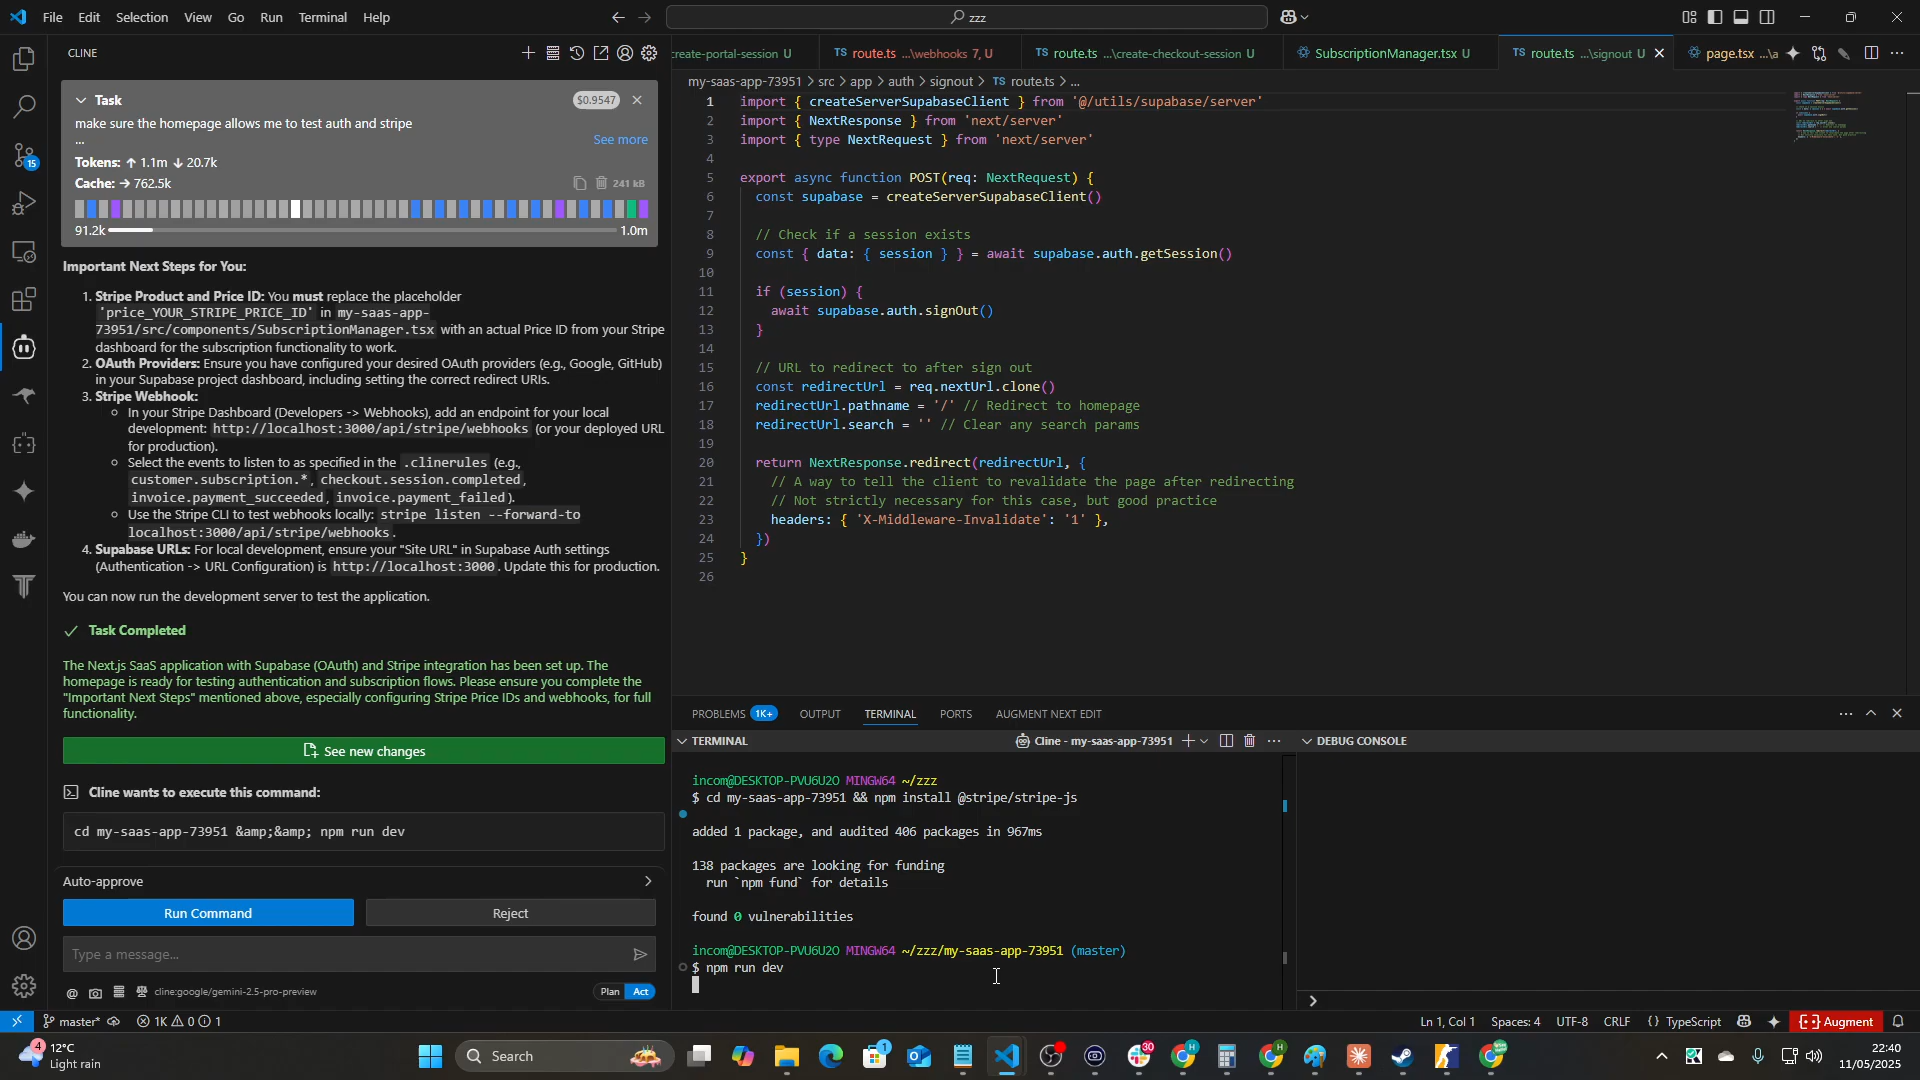 File Edit Selection View Go Run Terminal Help
zzz
CLINE
create-portal-session U
TS route.ts ...\webhooks 7, U
TS route.ts ...\create-checkout-session U
SubscriptionManager.tsx U
TS route.ts ...\signout U
page.tsx ...\a
my-saas-app-73951 > src > app > auth > signout > TS route.ts > ...
Task
$0.9547
make sure the homepage allows me to test auth and stripe
...
See more
Tokens: ↑ 1.1m ↓ 20.7k
Cache: → 762.5k
241 kB
91.2k
1.0m
Important Next Steps for You:
1. Stripe Product and Price ID: You must replace the placeholder
'price_YOUR_STRIPE_PRICE_ID' in my-saas-app-
73951/src/components/SubscriptionManager.tsx with an actual Price ID from your Stripe
dashboard for the subscription functionality to work.
2. OAuth Providers: Ensure you have configured your desired OAuth providers (e.g., Google, GitHub)
in your Supabase project dashboard, including setting the correct redirect URIs.
3. Stripe Webhook:
In your Stripe Dashboard (Developers -> Webhooks), add an endpoint for your local
development: http://localhost:3000/api/stripe/webhooks (or your deployed URL
for production).
Select the events to listen to as specified in the .clinerules (e.g.,
customer.subscription.*, checkout.session.completed,
invoice.payment_succeeded, invoice.payment_failed).
Use the Stripe CLI to test webhooks locally: stripe listen --forward-to
localhost:3000/api/stripe/webhooks.
4. Supabase URLs: For local development, ensure your "Site URL" in Supabase Auth settings
(Authentication -> URL Configuration) is http://localhost:3000. Update this for production.
You can now run the development server to test the application.
Task Completed
The Next.js SaaS application with Supabase (OAuth) and Stripe integration has been set up. The
homepage is ready for testing authentication and subscription flows. Please ensure you complete the
"Important Next Steps" mentioned above, especially configuring Stripe Price IDs and webhooks, for full
functionality.
See new changes
Cline wants to execute this command:
cd my-saas-app-73951 &amp;&amp; npm run dev
Auto-approve
Run Command
Reject
Type a message...
@
cline:google/gemini-2.5-pro-preview
Plan Act
1 import { createServerSupabaseClient } from '@/utils/supabase/server'
2 import { NextResponse } from 'next/server'
3 import { type NextRequest } from 'next/server'
4
5 export async function POST(req: NextRequest) {
6 const supabase = createServerSupabaseClient()
7
8 // Check if a session exists
9 const { data: { session } } = await supabase.auth.getSession()
10
11 if (session) {
12 await supabase.auth.signOut()
13 }
14
15 // URL to redirect to after sign out
16 const redirectUrl = req.nextUrl.clone()
17 redirectUrl.pathname = '/' // Redirect to homepage
18 redirectUrl.search = '' // Clear any search params
19
20 return NextResponse.redirect(redirectUrl, {
21 // A way to tell the client to revalidate the page after redirecting
22 // Not strictly necessary for this case, but good practice
23 headers: { 'X-Middleware-Invalidate': '1' },
24 })
25 }
26
PROBLEMS 1K+ OUTPUT TERMINAL PORTS AUGMENT NEXT EDIT
TERMINAL
Cline - my-saas-app-73951
DEBUG CONSOLE
incom@DESKTOP-PVU6U2O MINGW64 ~/zzz
$ cd my-saas-app-73951 && npm install @stripe/stripe-js
added 1 package, and audited 406 packages in 967ms
138 packages are looking for funding
run `npm fund` for details
found 0 vulnerabilities
incom@DESKTOP-PVU6U2O MINGW64 ~/zzz/my-saas-app-73951 (master)
$ npm run dev
15
master*
1K 0 1
Ln 1, Col 1 Spaces: 4 UTF-8 CRLF {} TypeScript Augment
4
12°C
Light rain
Search
1
30
22:40
11/05/2025